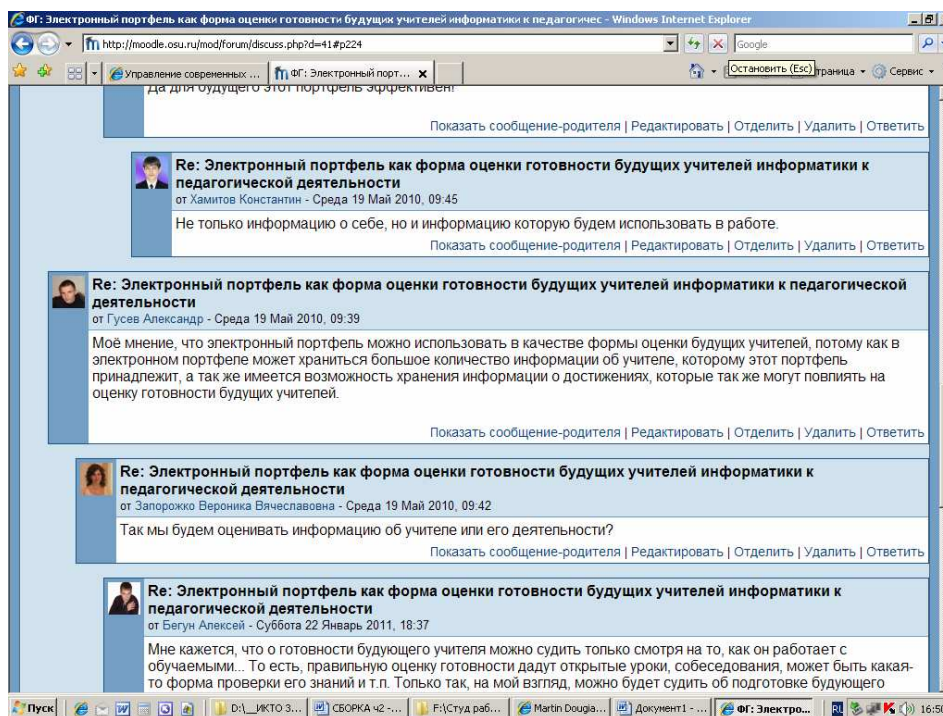 ФГ: Электронный портфель как форма оценки готовности будущих учителей информатики к педагогичес - Windows Internet Explorer
http://moodle.osu.ru/mod/forum/discuss.php?d=41#p224
Google
Управление современных ...
ФГ: Электронный порт...
Остановить (Esc)
траница
Сервис
Да для будущего этот портфель эффективен!
Показать сообщение-родителя | Редактировать | Отделить | Удалить | Ответить
Re: Электронный портфель как форма оценки готовности будущих учителей информатики к
педагогической деятельности
от Хамитов Константин - Среда 19 Май 2010, 09:45
Не только информацию о себе, но и информацию которую будем использовать в работе.
Показать сообщение-родителя | Редактировать | Отделить | Удалить | Ответить
Re: Электронный портфель как форма оценки готовности будущих учителей информатики к педагогической
деятельности
от Гусев Александр - Среда 19 Май 2010, 09:39
Моё мнение, что электронный портфель можно использовать в качестве формы оценки будущих учителей, потому как в
электронном портфеле может храниться большое количество информации об учителе, которому этот портфель
принадлежит, а так же имеется возможность хранения информации о достижениях, которые так же могут повлиять на
оценку готовности будущих учителей.
Показать сообщение-родителя | Редактировать | Отделить | Удалить | Ответить
Re: Электронный портфель как форма оценки готовности будущих учителей информатики к
педагогической деятельности
от Запорожко Вероника Вячеславовна - Среда 19 Май 2010, 09:42
Так мы будем оценивать информацию об учителе или его деятельности?
Показать сообщение-родителя | Редактировать | Отделить | Удалить | Ответить
Re: Электронный портфель как форма оценки готовности будущих учителей информатики к
педагогической деятельности
от Бегун Алексей - Суббота 22 Январь 2011, 18:37
Мне кажется, что о готовности будующего учителя можно судить только смотря на то, как он работает с
обучаемыми... То есть, правильную оценку готовности дадут открытые уроки, собеседования, может быть какая-
то форма проверки его знаний и т.п. Только так, на мой взгляд, можно будет судить об подготовке будующего
Пуск
D:\__ИКТО 3...
СБОРКА ч2 -...
F:\Студ раб...
Martin Dougia...
Документ1 - ...
ФГ: Электро...
RL
16:5